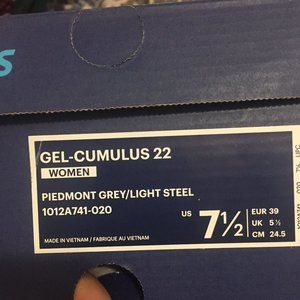 GEL-CUMULUS 22
WOMEN
PIEDMONT GREY/LIGHT STEEL
1012A741-020
US 7½
EUR 39
UK 5½
CM 24.5
MADE IN VIETNAM / FABRIQUE AU VIETNAM